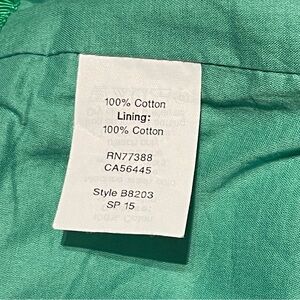 100% Cotton
Lining:
100% Cotton
RN77388
CA56445
Style B8203
SP 15